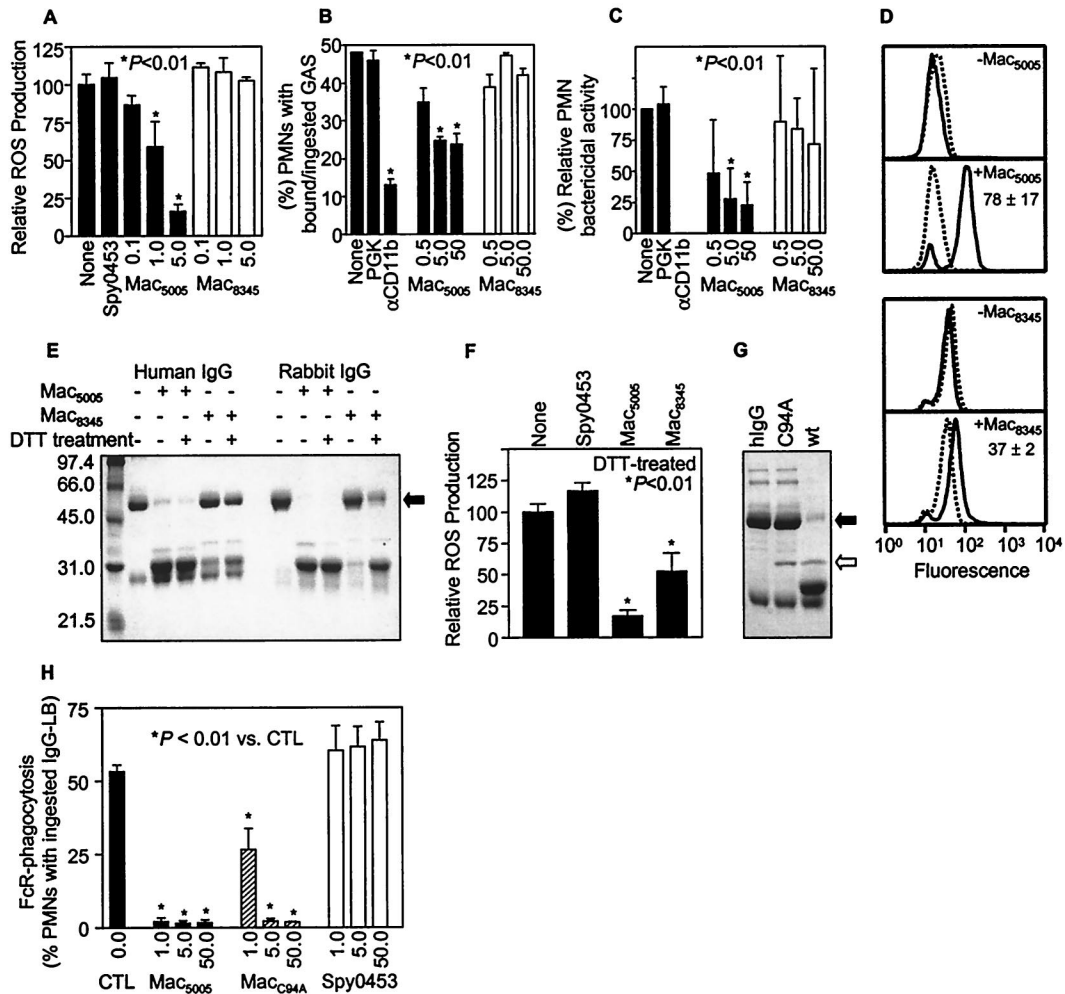 A
Relative ROS Production
125
100
75
50
25
0
*P<0.01
* *
None
Spy0453
0.1
1.0
5.0
0.1
1.0
5.0
Mac5005 Mac8345
B
(%) PMNs with
bound/ingested GAS
50
40
30
20
10
0
*P<0.01
* * *
None
PGK
αCD11b
0.5
5.0
50
0.5
5.0
50.0
Mac5005 Mac8345
C
(%) Relative PMN
bactericidal activity
125
100
75
50
25
0
*P<0.01
* *
None
PGK
αCD11b
0.5
5.0
50
0.5
5.0
50.0
Mac5005 Mac8345
D
-Mac5005
+Mac5005
78 ± 17
-Mac8345
+Mac8345
37 ± 2
10⁰ 10¹ 10² 10³ 10⁴
Fluorescence
E
Human IgG Rabbit IgG
Mac5005 - + + - - - + + - -
Mac8345 - - - + + - - - + +
DTT treatment - - + - + - - + - +
97.4
66.0
45.0
31.0
21.5
F
None
Spy0453
Mac5005
Mac8345
Relative ROS Production
125
100
75
50
25
0
DTT-treated
*P<0.01
* *
G
hIgG
C94A
wt
H
FcR-phagocytosis
(% PMNs with ingested IgG-LB)
75
50
25
0
*P < 0.01 vs. CTL
* * * * * *
0.0
1.0
5.0
50.0
1.0
5.0
50.0
1.0
5.0
50.0
CTL Mac5005 MacC94A Spy0453